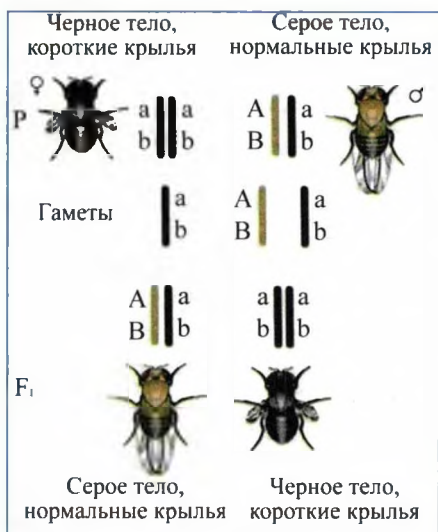 Черное тело,
короткие крылья
Серое тело,
нормальные крылья
♀
♂
P
a a
b b
A a
B b
Гаметы
a
b
A a
B b
A a
B b
a a
b b
F₁
Серое тело,
нормальные крылья
Черное тело,
короткие крылья